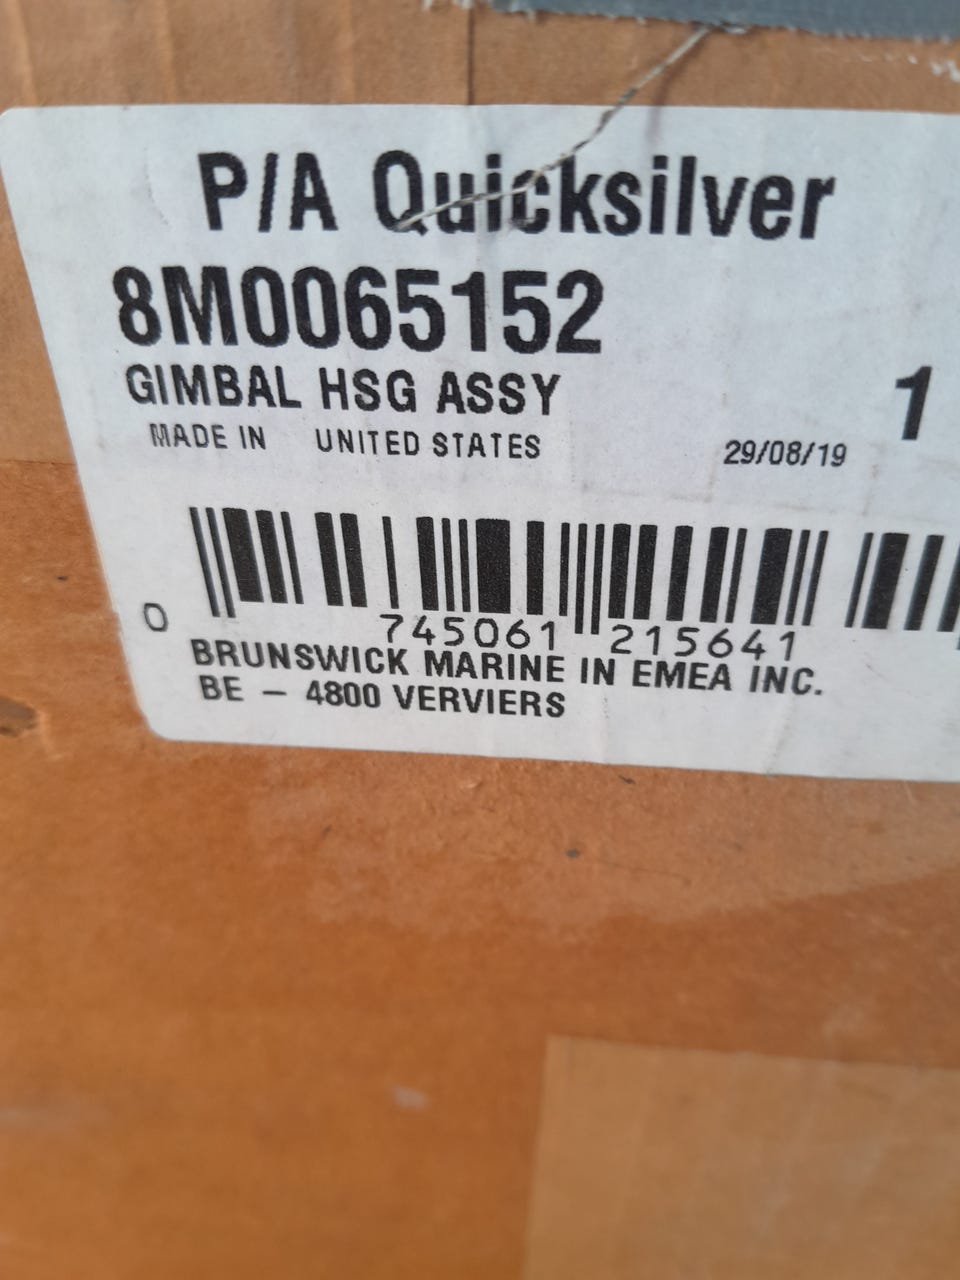 P/A Quicksilver
8M0065152
GIMBAL HSG ASSY 1
MADE IN UNITED STATES 29/08/19
0 745061 215641
BRUNSWICK MARINE IN EMEA INC.
BE - 4800 VERVIERS